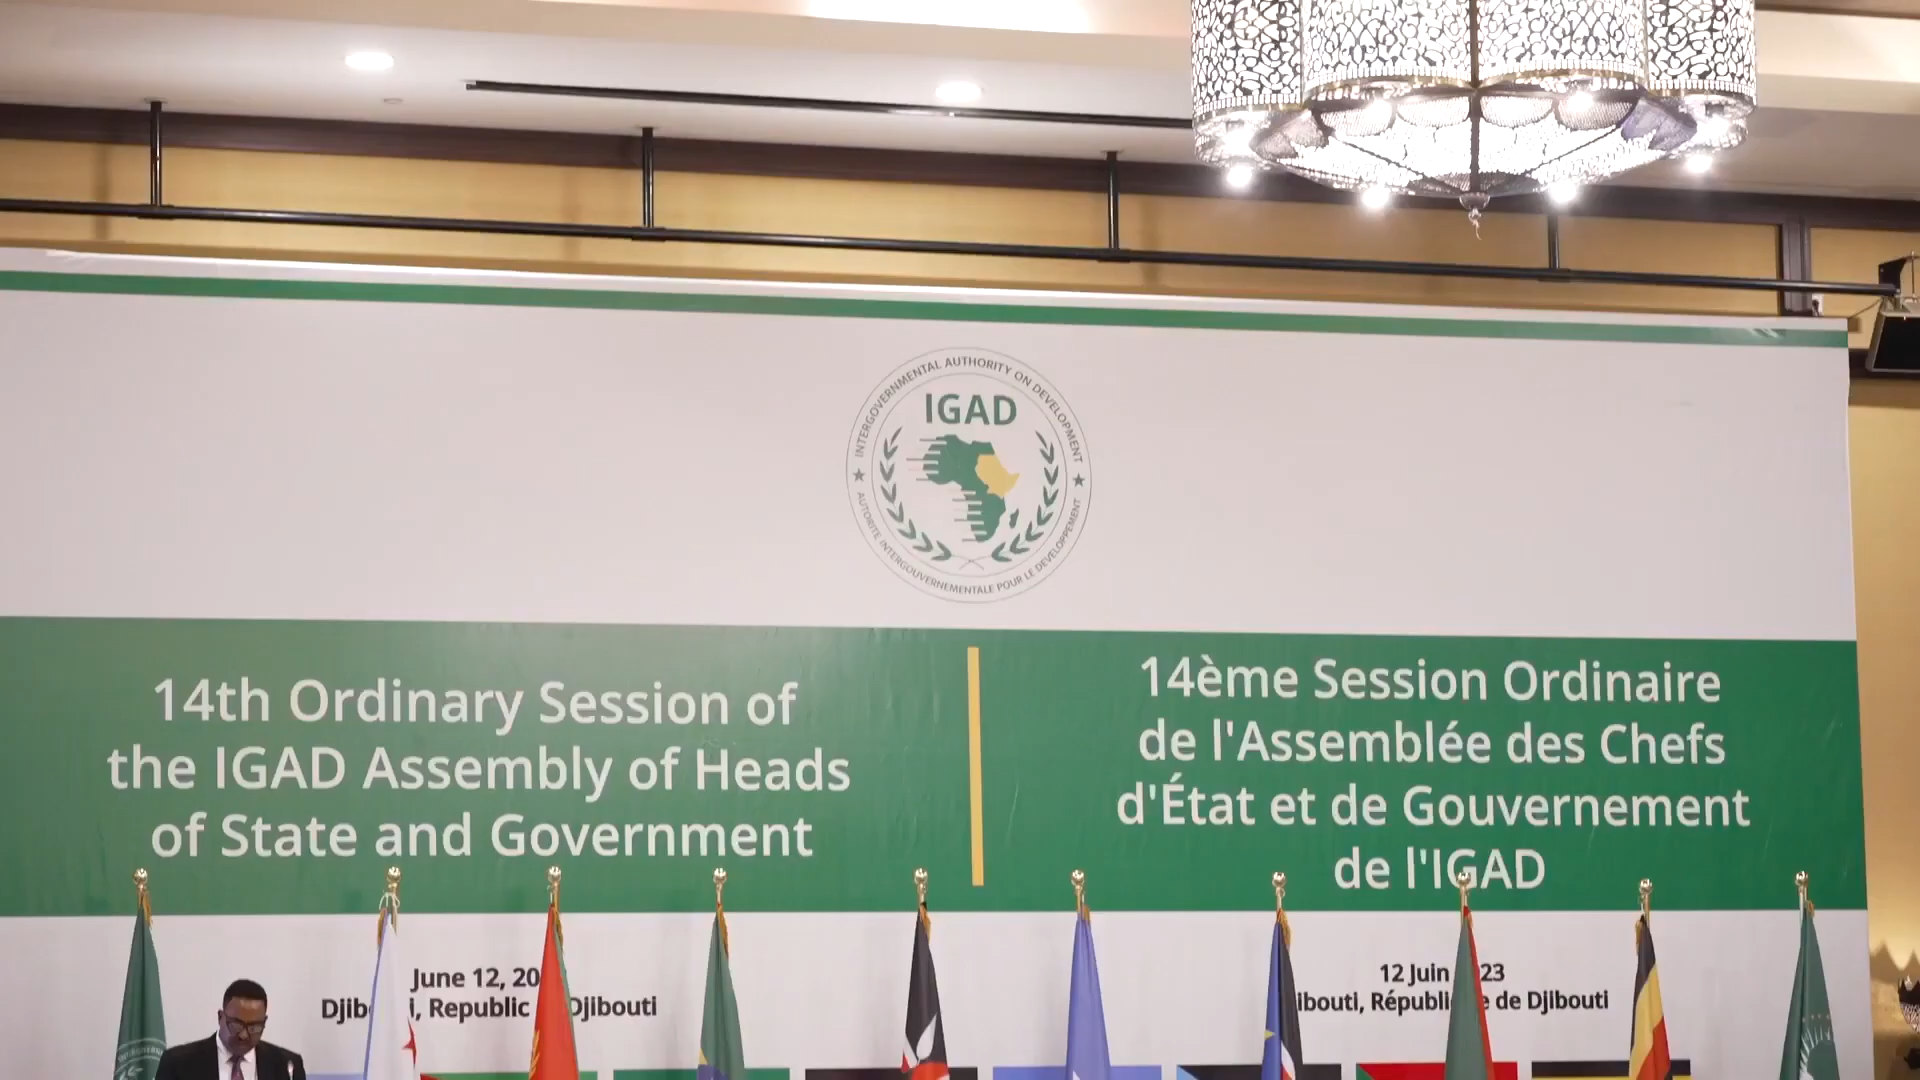 INTERGOVERNMENTAL AUTHORITY ON DEVELOPMENT
IGAD
AUTORITÉ INTERGOUVERNEMENTALE POUR LE DÉVELOPPEMENT
14th Ordinary Session of
the IGAD Assembly of Heads
of State and Government
14ème Session Ordinaire
de l'Assemblée des Chefs
d'État et de Gouvernement
de l'IGAD
June 12, 20
Djib i, Republic Djibouti
12 Juin 23
ibouti, Républi e de Djibouti